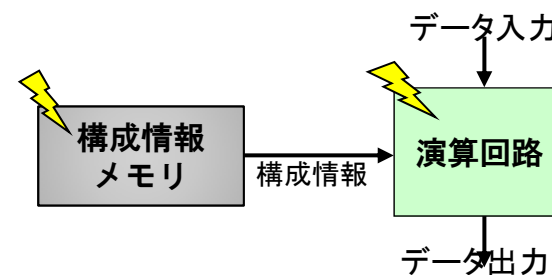 データ入力
構成情報
メモリ
構成情報
演算回路
データ出力